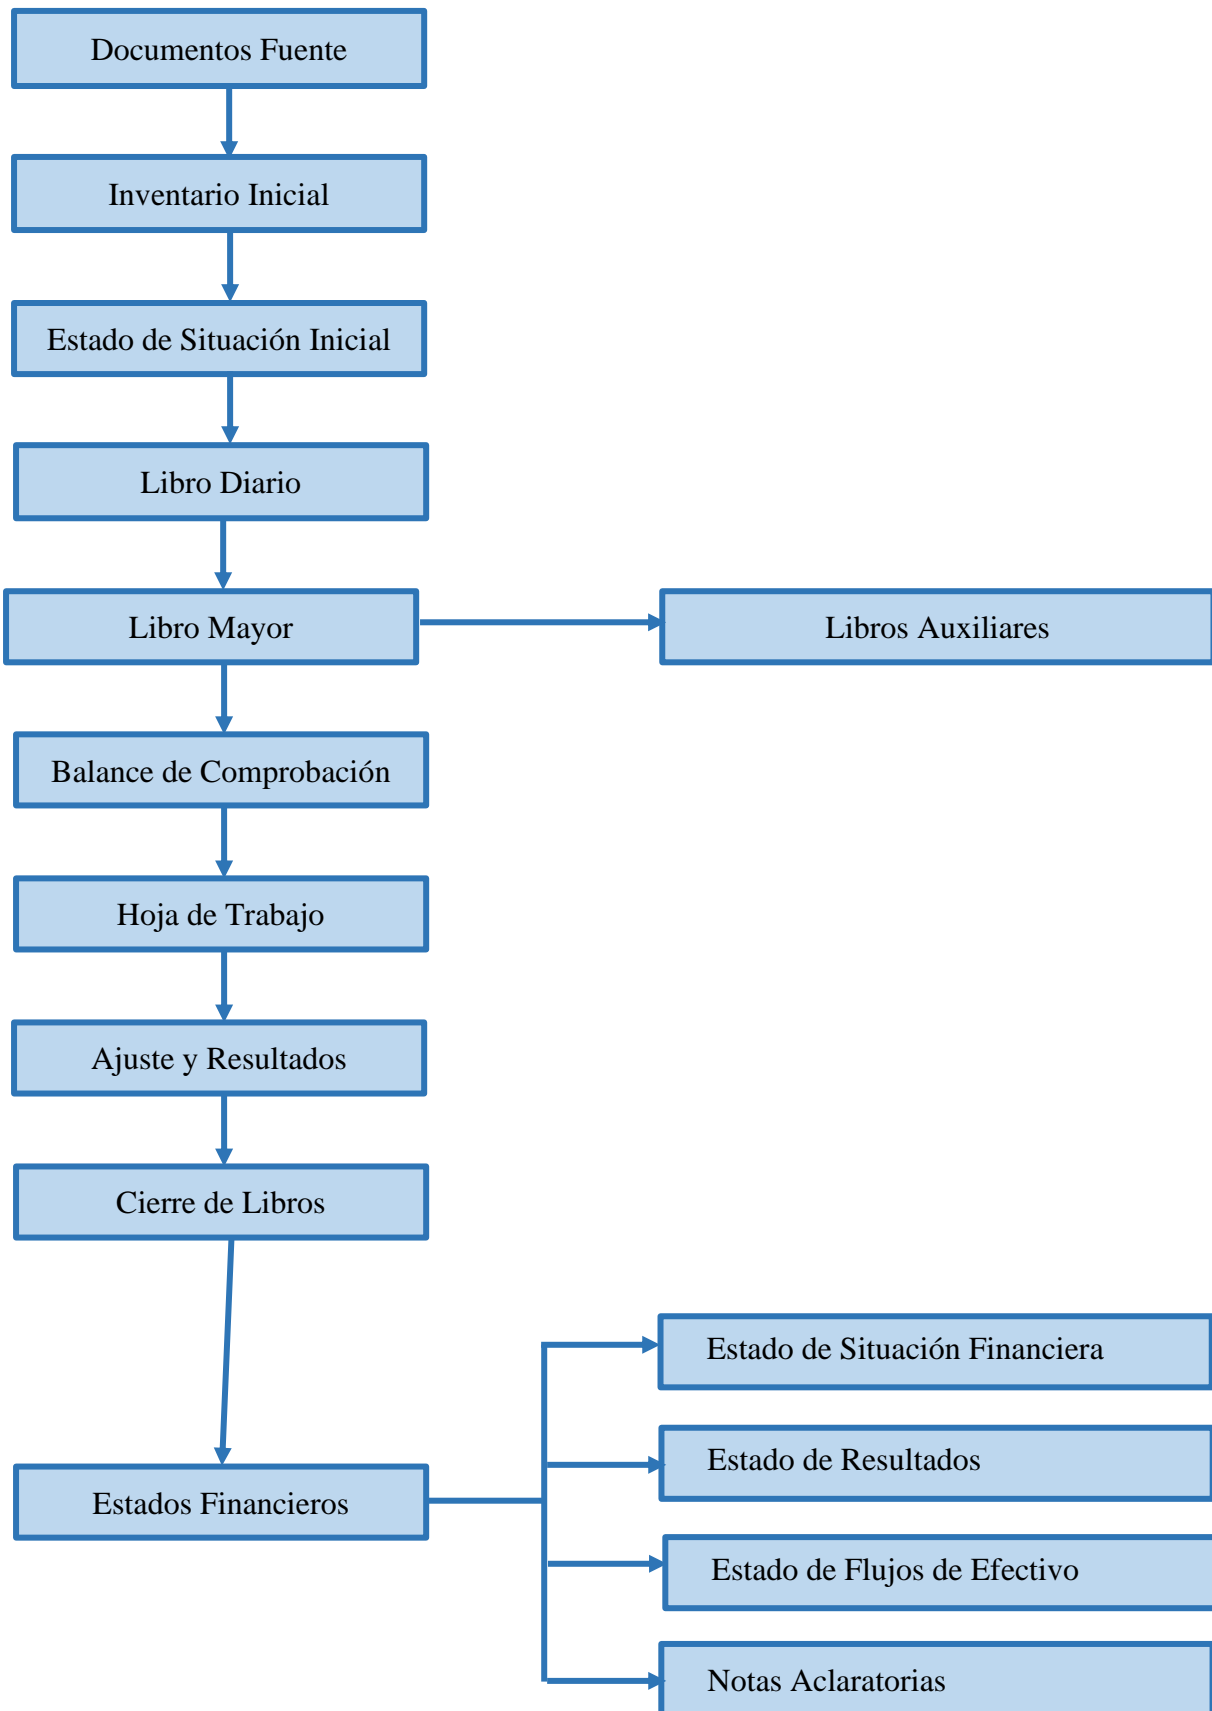 Documentos Fuente
Inventario Inicial
Estado de Situación Inicial
Libro Diario
Libro Mayor
Libros Auxiliares
Balance de Comprobación
Hoja de Trabajo
Ajuste y Resultados
Cierre de Libros
Estados Financieros
Estado de Situación Financiera
Estado de Resultados
Estado de Flujos de Efectivo
Notas Aclaratorias